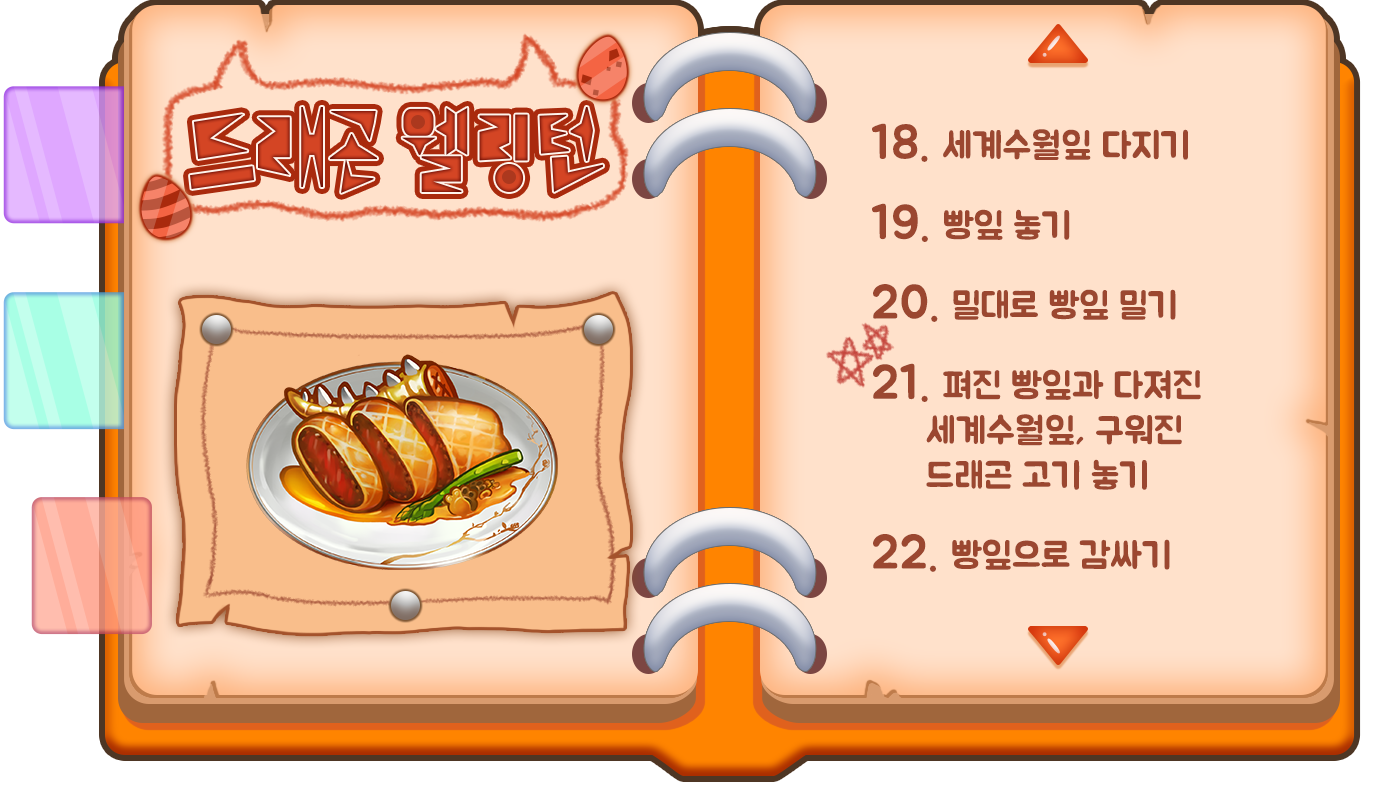 드래곤 웰링턴
18. 세계수월잎 다지기
19. 빵잎 놓기
20. 밀대로 빵잎 밀기
21. 펴진 빵잎과 다져진
세계수월잎, 구워진
드래곤 고기 놓기
22. 빵잎으로 감싸기